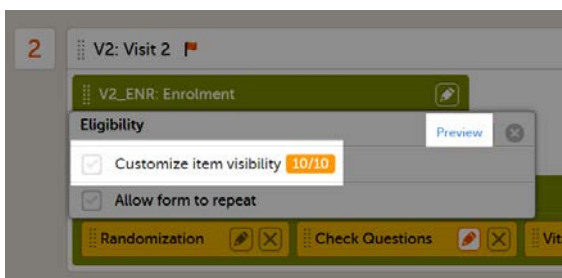 2 V2: Visit 2
V2_ENR: Enrolment
Eligibility Preview
Customize item visibility 10/10
Allow form to repeat
Randomization Check Questions Vit